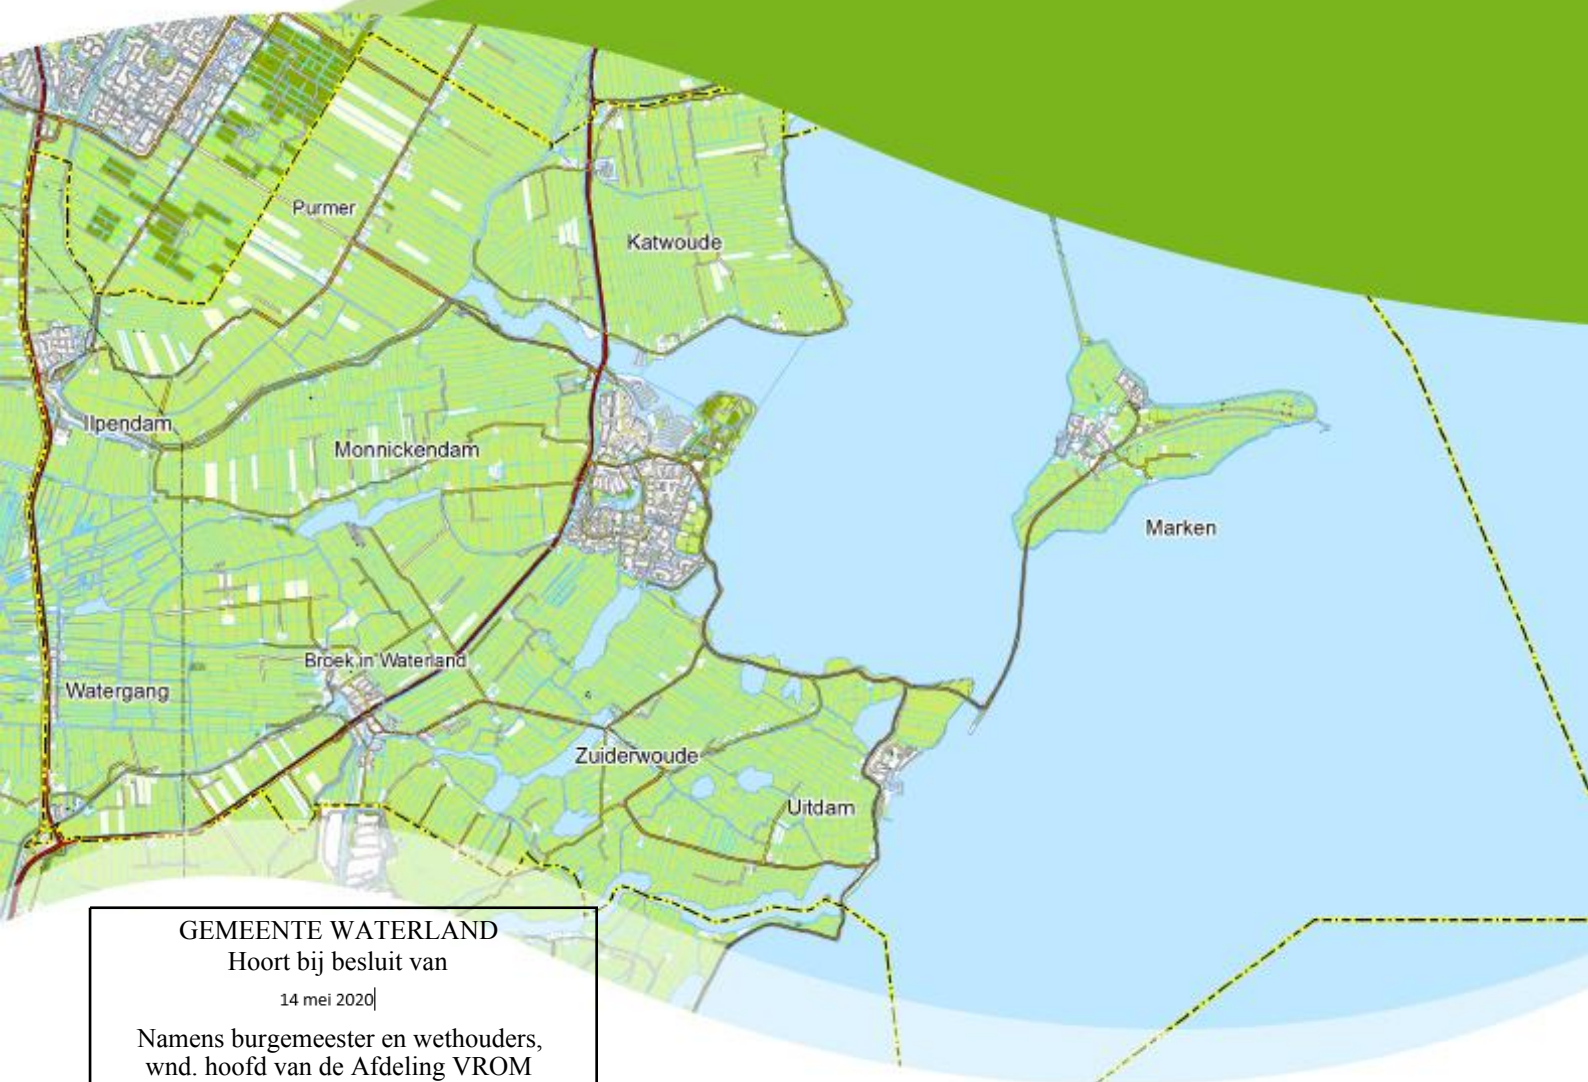 Purmer
Katwoude
Ilpendam
Monnickendam
Marken
Broek in Waterland
Watergang
Zuiderwoude
Uitdam
GEMEENTE WATERLAND
Hoort bij besluit van
14 mei 2020
Namens burgemeester en wethouders,
wnd. hoofd van de Afdeling VROM